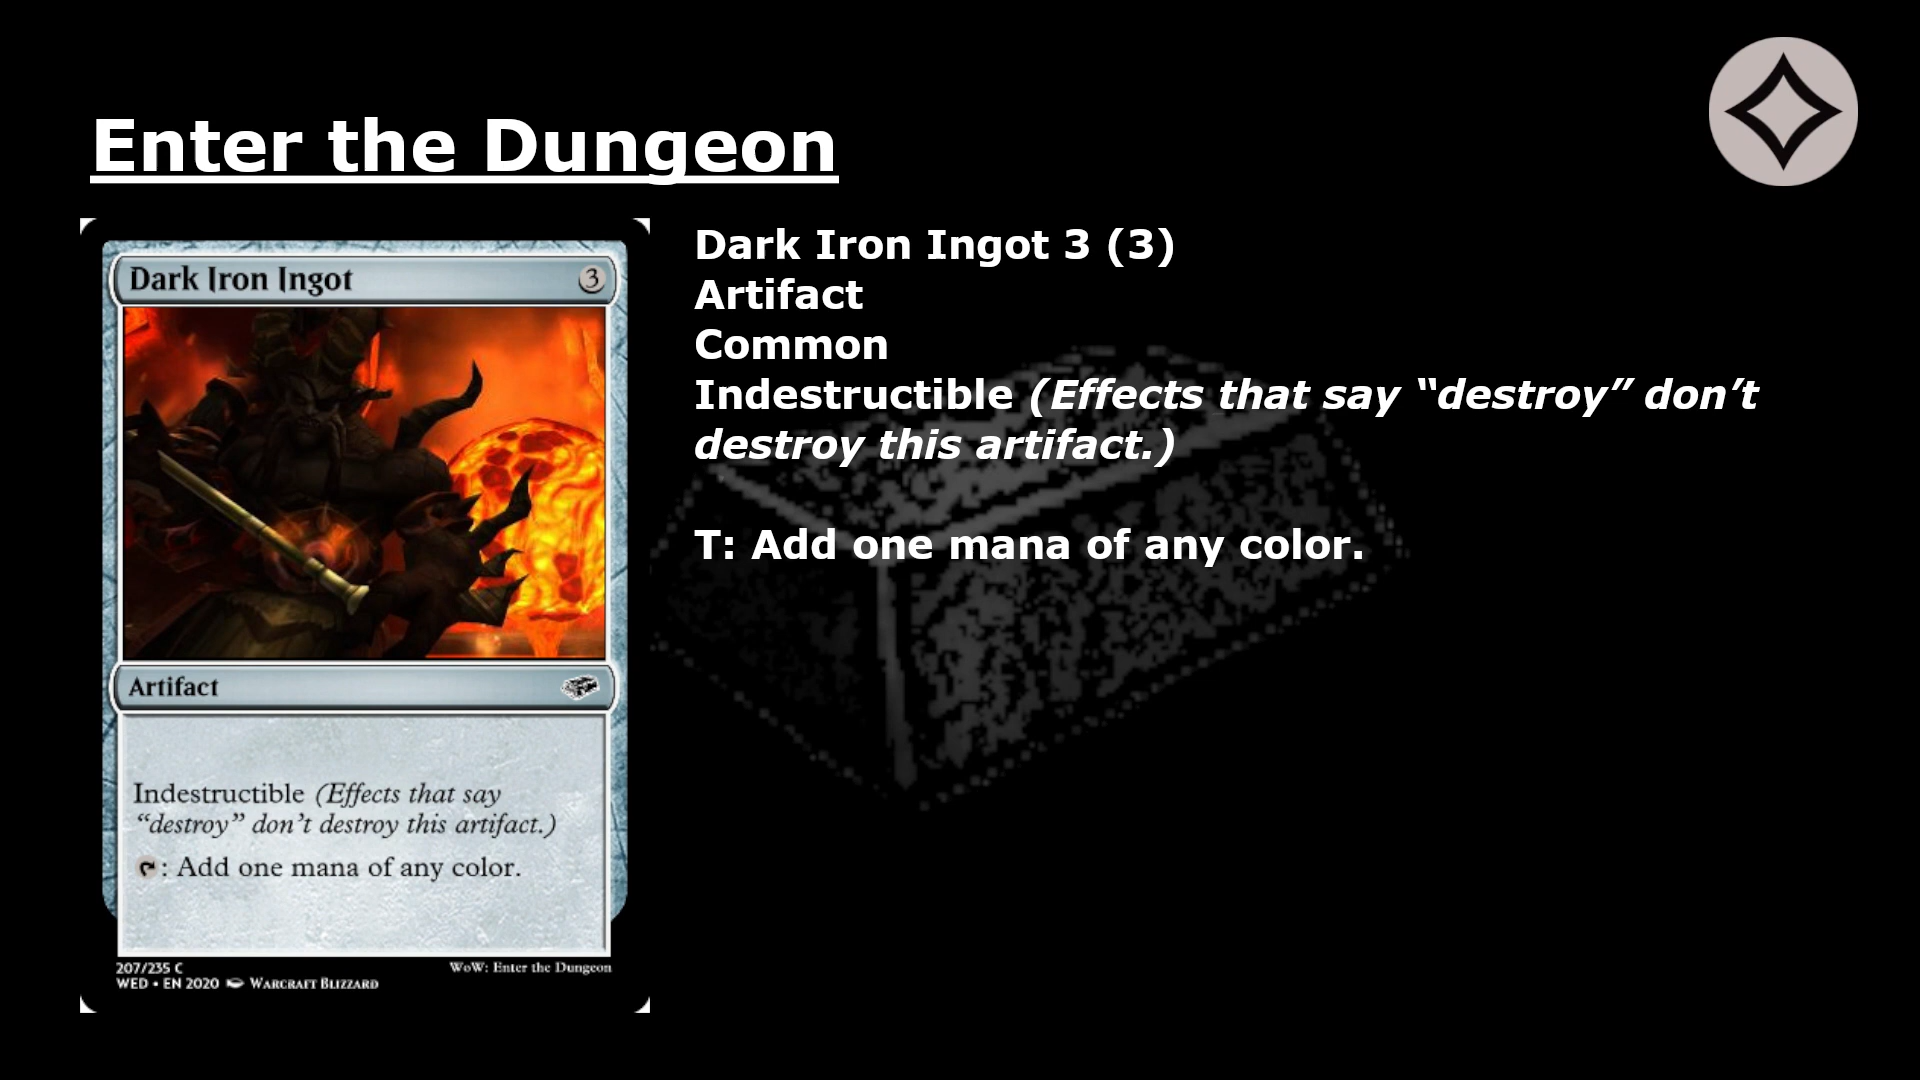 Enter the Dungeon
Dark Iron Ingot
3
Artifact
Indestructible (Effects that say
“destroy” don’t destroy this artifact.)
: Add one mana of any color.
207/235 C
WED • EN 2020 WARCRAFT BLIZZARD
WoW: Enter the Dungeon
Dark Iron Ingot 3 (3)
Artifact
Common
Indestructible (Effects that say “destroy” don’t
destroy this artifact.)
T: Add one mana of any color.